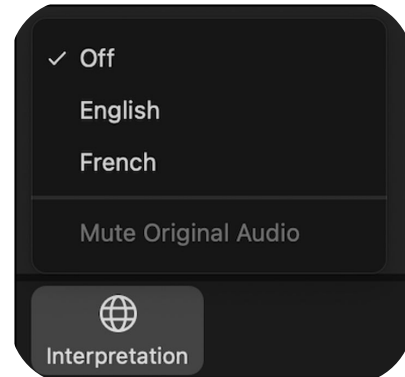 Off
English
French
Mute Original Audio
Interpretation